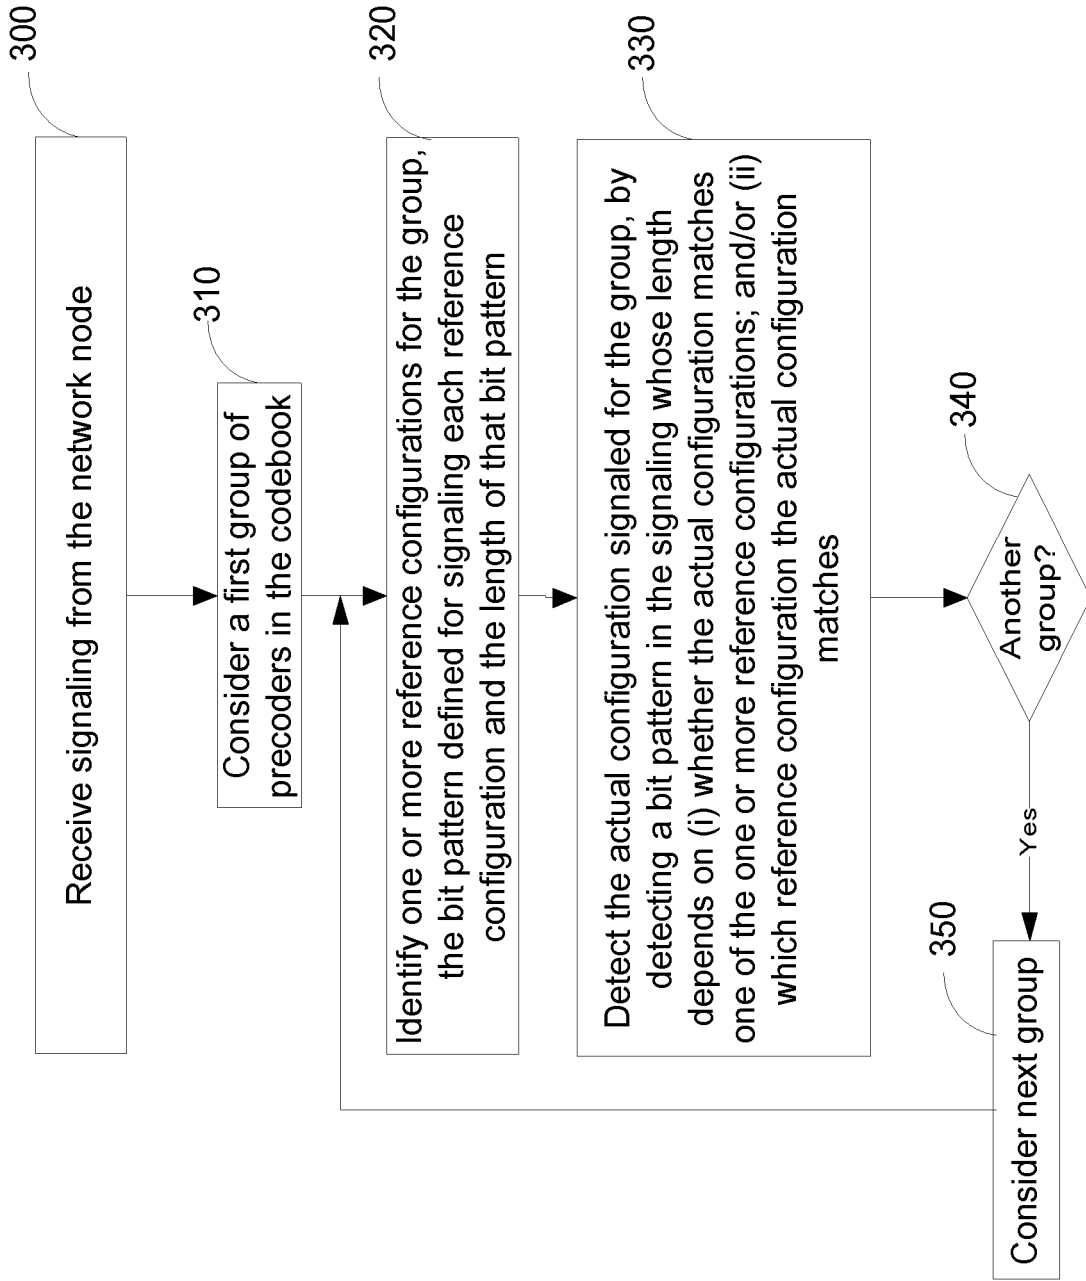 300
Receive signaling from the network node
310
Consider a first group of
precoders in the codebook
320
Identify one or more reference configurations for the group,
the bit pattern defined for signaling each reference
configuration and the length of that bit pattern
330
Detect the actual configuration signaled for the group, by
detecting a bit pattern in the signaling whose length
depends on (i) whether the actual configuration matches
one of the one or more reference configurations; and/or (ii)
which reference configuration the actual configuration
matches
340
Another
group?
Yes
350
Consider next group